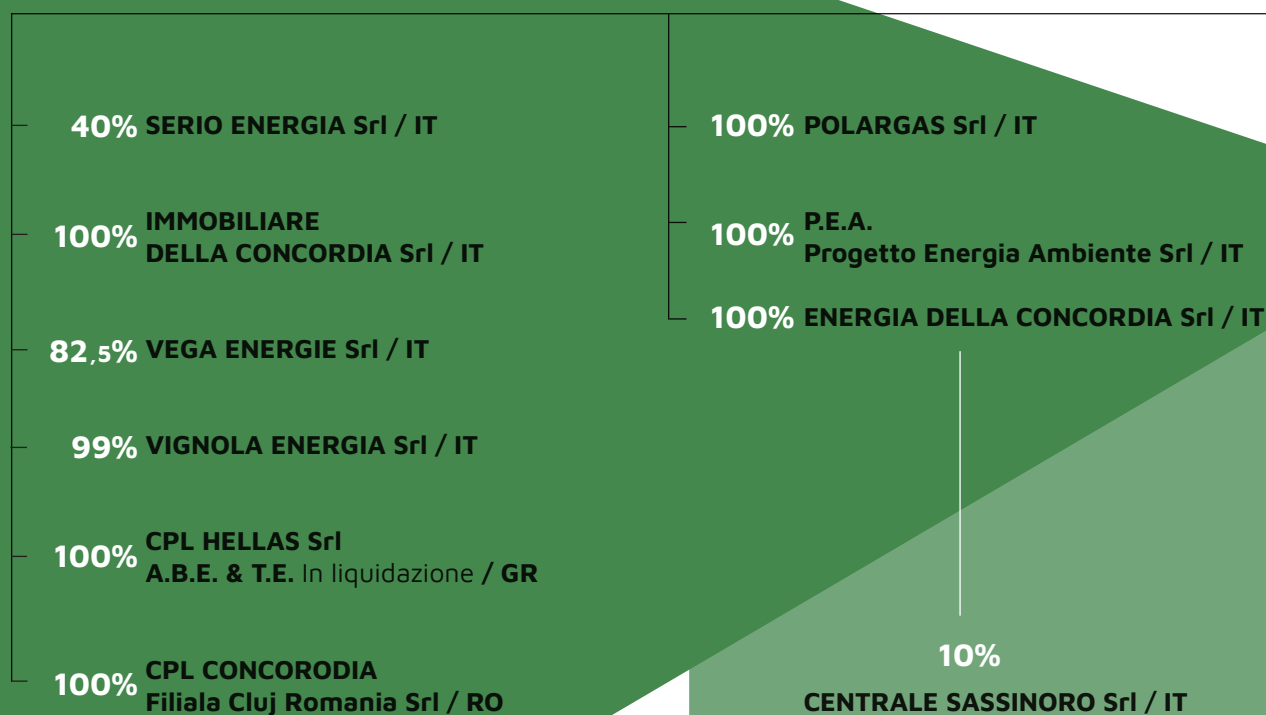 40% SERIO ENERGIA Srl / IT
100% IMMOBILIARE
DELLA CONCORDIA Srl / IT
82,5% VEGA ENERGIE Srl / IT
99% VIGNOLA ENERGIA Srl / IT
100% CPL HELLAS Srl
A.B.E. & T.E. In liquidazione / GR
100% CPL CONCORODIA
Filiala Cluj Romania Srl / RO
100% POLARGAS Srl / IT
100% P.E.A.
Progetto Energia Ambiente Srl / IT
100% ENERGIA DELLA CONCORDIA Srl / IT
10%
CENTRALE SASSINORO Srl / IT